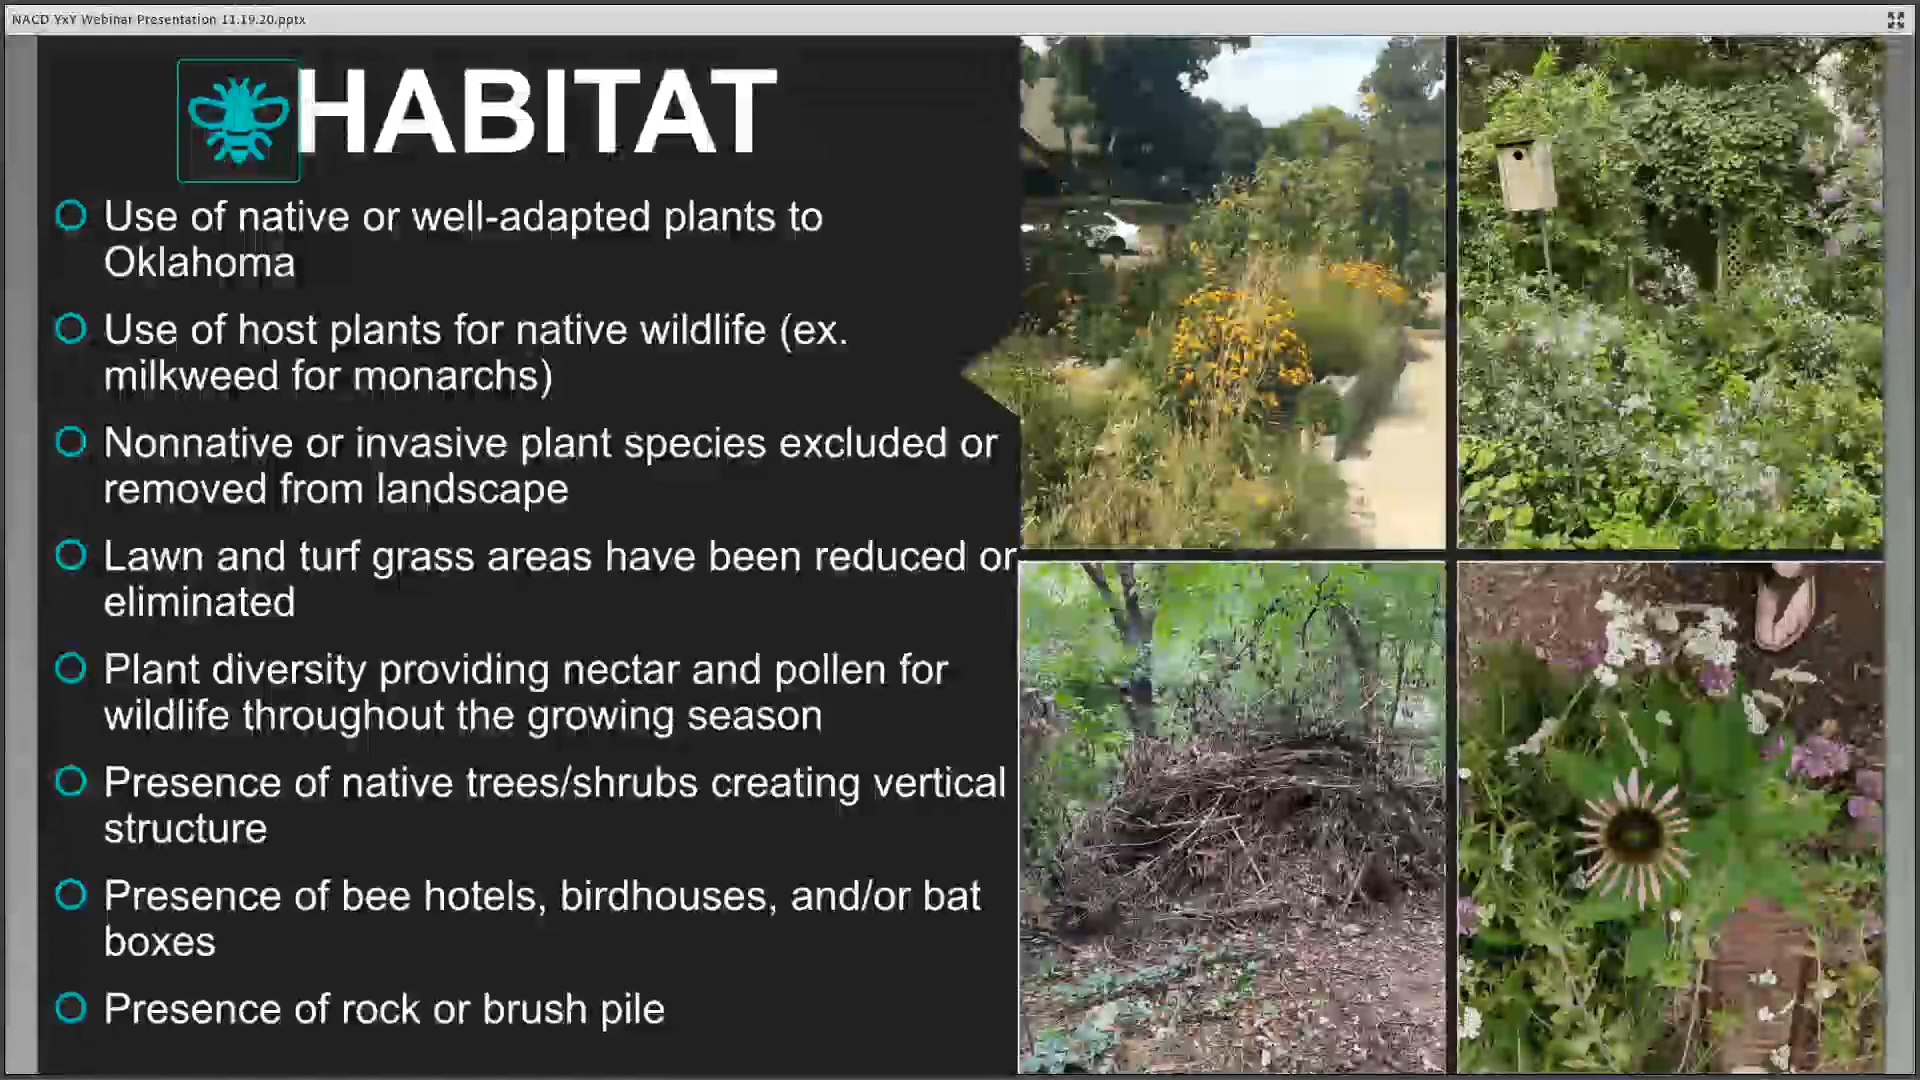 NACD YxY Webinar Presentation 11.19.20.pptx
HABITAT
Use of native or well-adapted plants to
Oklahoma
Use of host plants for native wildlife (ex.
milkweed for monarchs)
Nonnative or invasive plant species excluded or
removed from landscape
Lawn and turf grass areas have been reduced or
eliminated
Plant diversity providing nectar and pollen for
wildlife throughout the growing season
Presence of native trees/shrubs creating vertical
structure
Presence of bee hotels, birdhouses, and/or bat
boxes
Presence of rock or brush pile